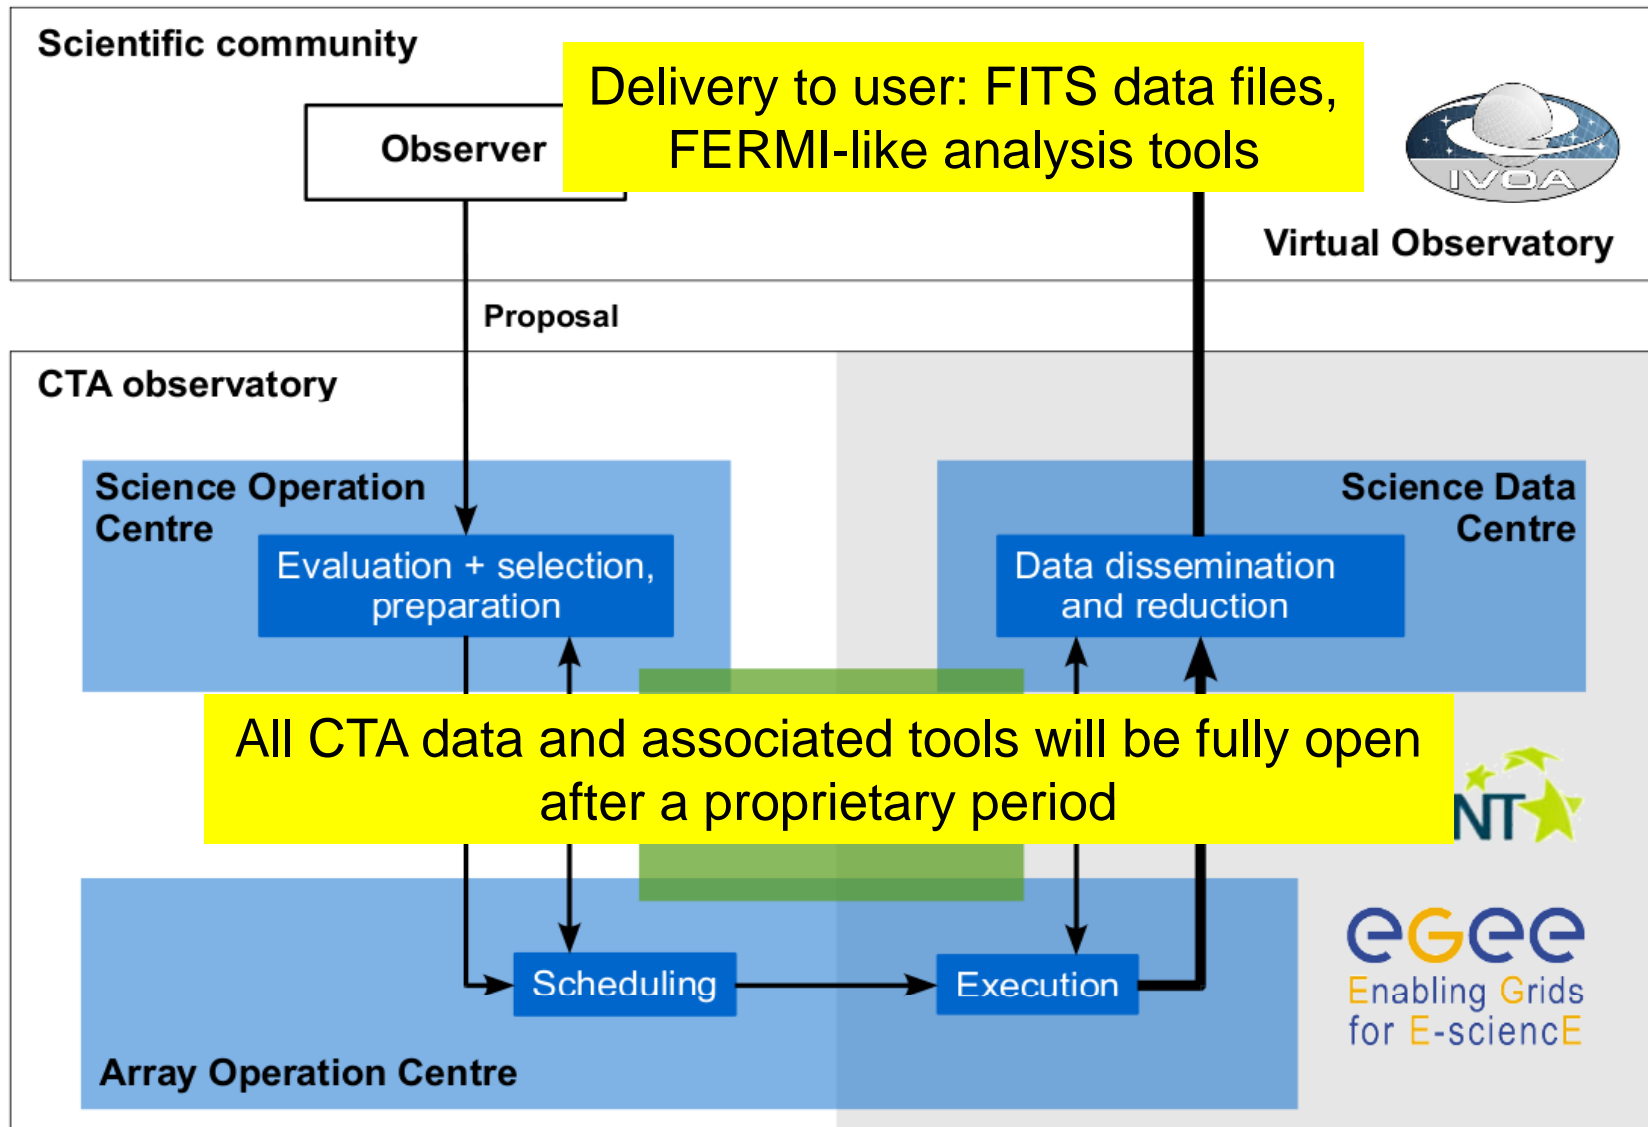 Scientific community
Delivery to user: FITS data files,
FERMI-like analysis tools
Observer
IVOA
Virtual Observatory
Proposal
CTA observatory
Science Operation
Centre
Science Data
Centre
Evaluation + selection,
preparation
Data dissemination
and reduction
All CTA data and associated tools will be fully open
after a proprietary period
NT
Scheduling
Execution
eGee
Enabling Grids
for E-sciencE
Array Operation Centre